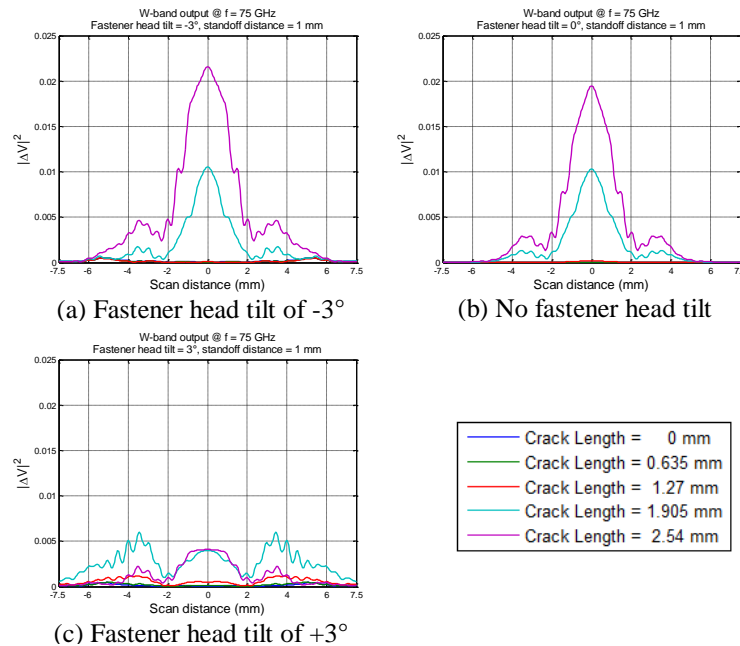 W-band output @ f = 75 GHz
Fastener head tilt = -3°, standoff distance = 1 mm
0.025
0.02
0.015
0.01
0.005
0
|ΔV|²
-7.5 -6 -4 -2 0 2 4 6 7.5
Scan distance (mm)
(a) Fastener head tilt of -3°
W-band output @ f = 75 GHz
Fastener head tilt = 0°, standoff distance = 1 mm
0.025
0.02
0.015
0.01
0.005
0
|ΔV|²
-7.5 -6 -4 -2 0 2 4 6 7.5
Scan distance (mm)
(b) No fastener head tilt
W-band output @ f = 75 GHz
Fastener head tilt = 3°, standoff distance = 1 mm
0.025
0.02
0.015
0.01
0.005
0
|ΔV|²
-7.5 -6 -4 -2 0 2 4 6 7.5
Scan distance (mm)
(c) Fastener head tilt of +3°
Crack Length = 0 mm
Crack Length = 0.635 mm
Crack Length = 1.27 mm
Crack Length = 1.905 mm
Crack Length = 2.54 mm